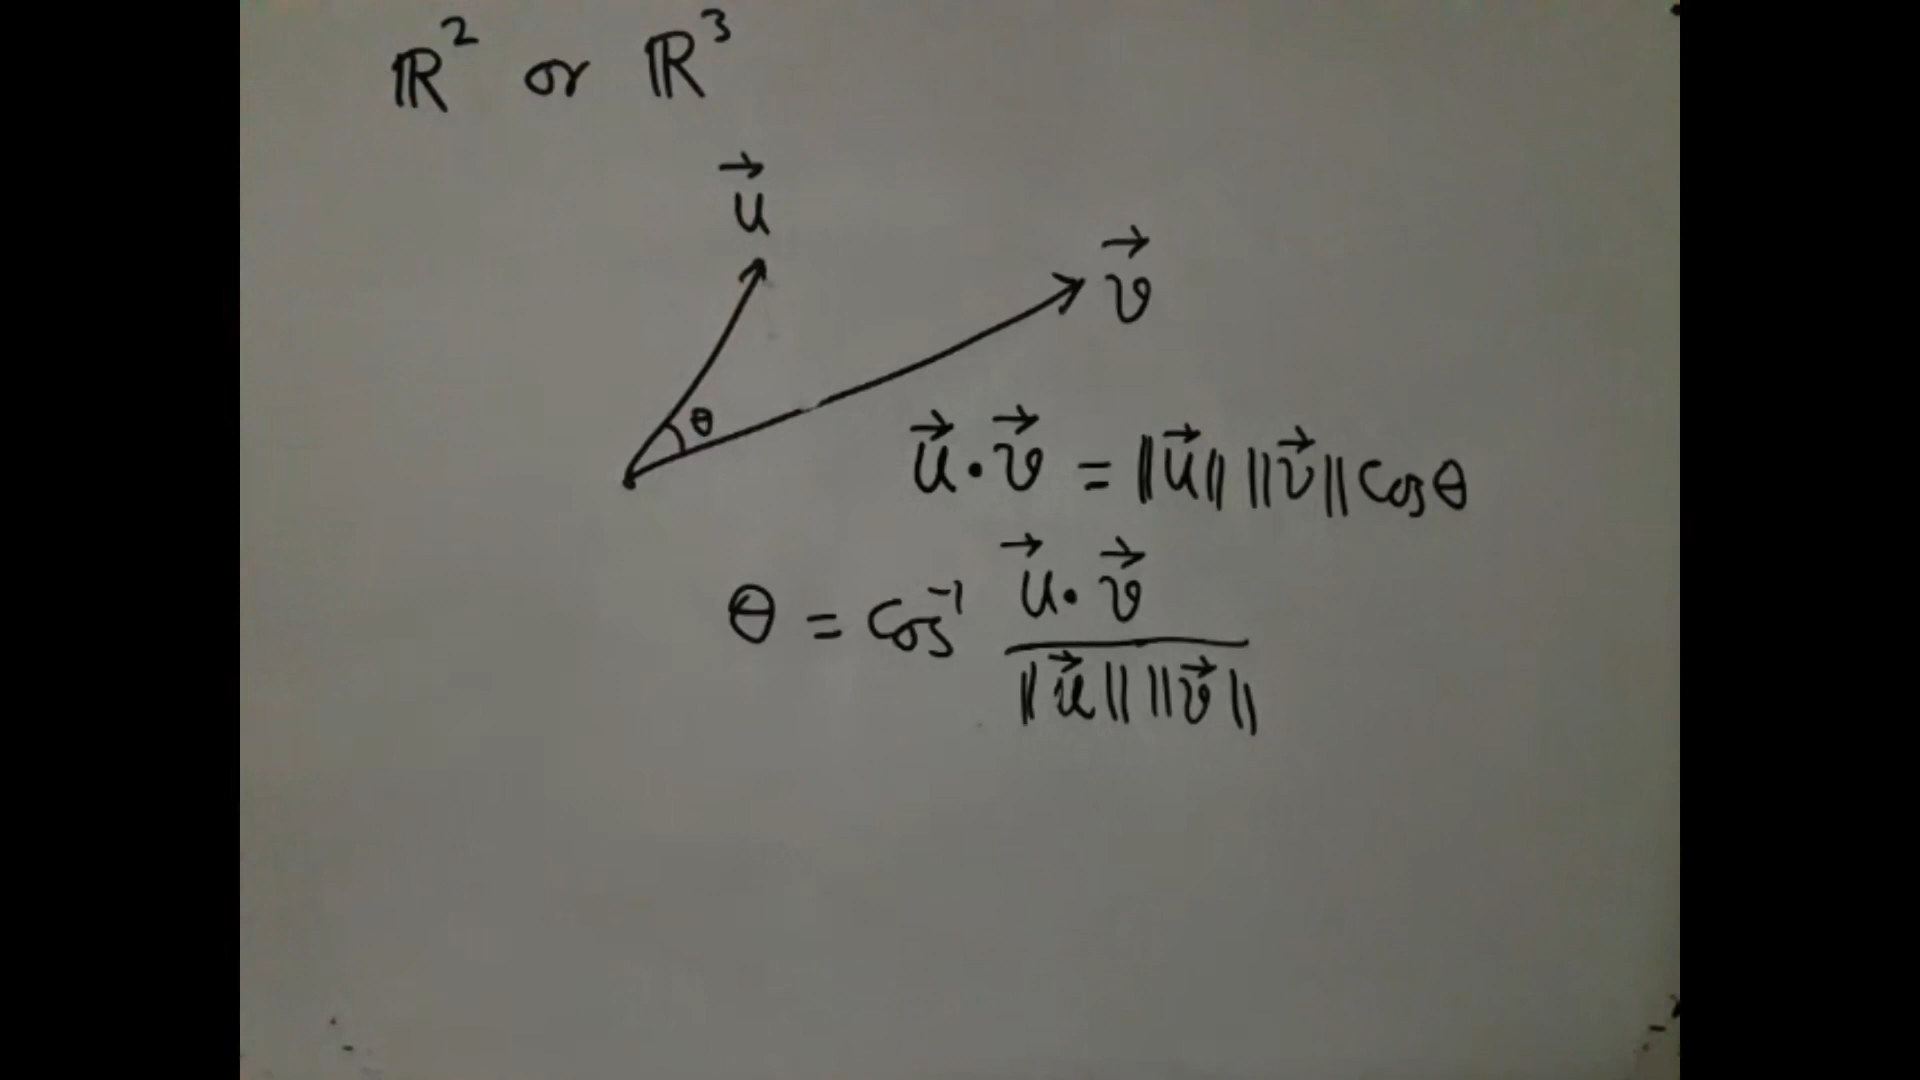 ℝ² or ℝ³
u⃗
v⃗
θ
u⃗ · v⃗ = ‖u⃗‖ ‖v⃗‖ cos θ
θ = cos⁻¹ u⃗ · v⃗ / ‖u⃗‖ ‖v⃗‖